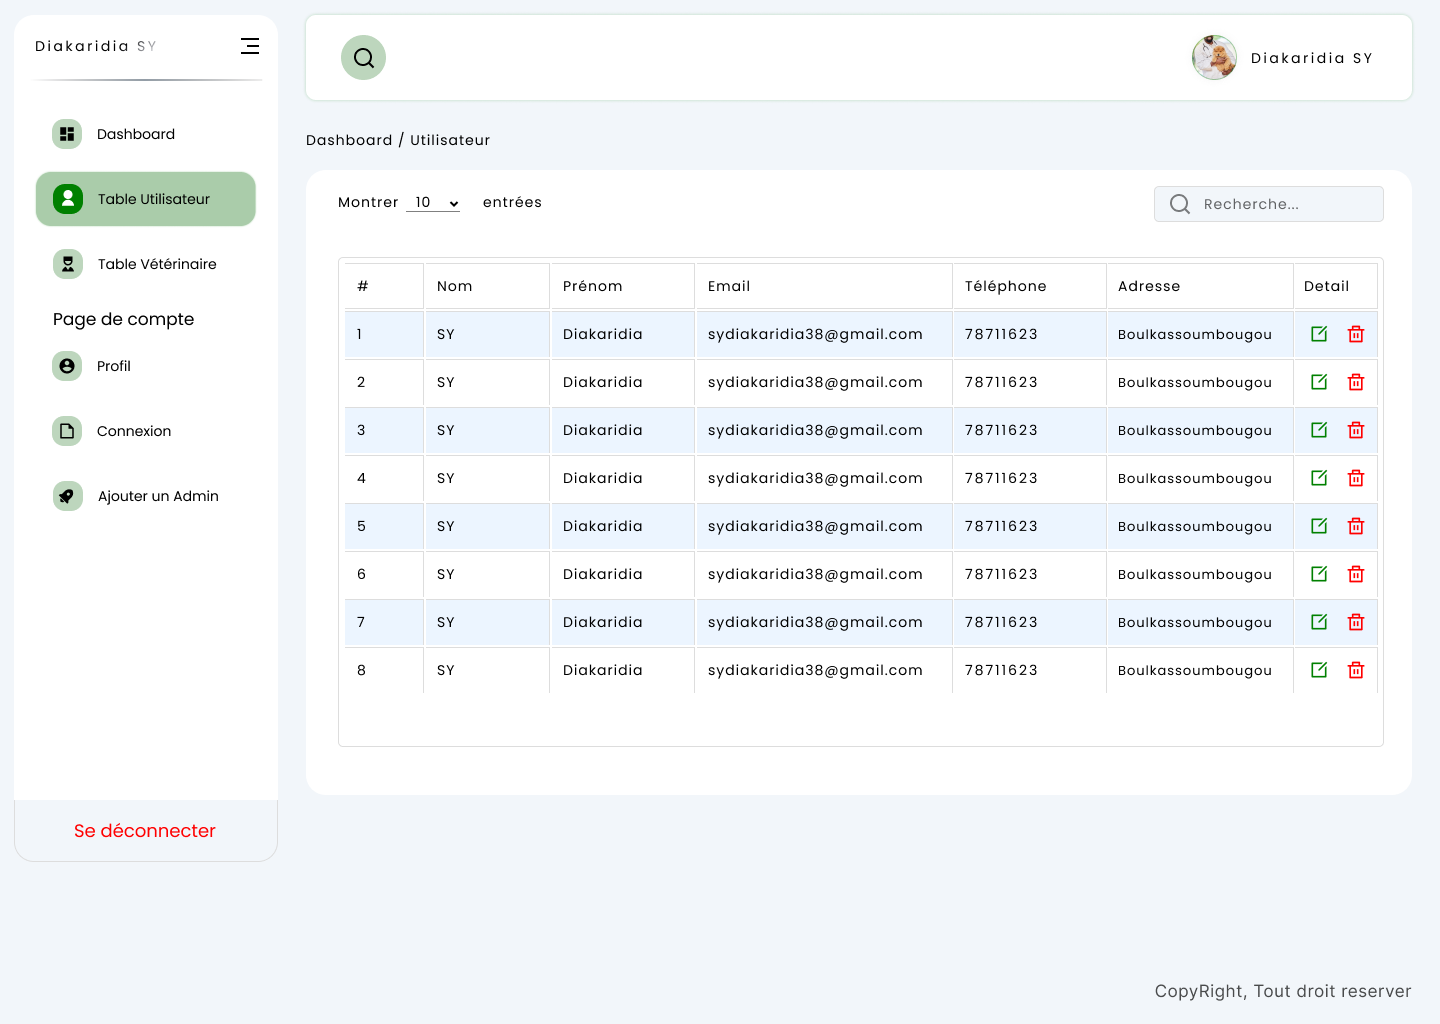 Diakaridia SY
Diakaridia SY
Dashboard
Table Utilisateur
Table Vétérinaire
Page de compte
Profil
Connexion
Ajouter un Admin
Se déconnecter
Dashboard / Utilisateur
Montrer 10 entrées
Recherche...
# Nom Prénom Email Téléphone Adresse Detail
1 SY Diakaridia sydiakaridia38@gmail.com 78711623 Boulkassoumbougou
2 SY Diakaridia sydiakaridia38@gmail.com 78711623 Boulkassoumbougou
3 SY Diakaridia sydiakaridia38@gmail.com 78711623 Boulkassoumbougou
4 SY Diakaridia sydiakaridia38@gmail.com 78711623 Boulkassoumbougou
5 SY Diakaridia sydiakaridia38@gmail.com 78711623 Boulkassoumbougou
6 SY Diakaridia sydiakaridia38@gmail.com 78711623 Boulkassoumbougou
7 SY Diakaridia sydiakaridia38@gmail.com 78711623 Boulkassoumbougou
8 SY Diakaridia sydiakaridia38@gmail.com 78711623 Boulkassoumbougou
CopyRight, Tout droit reserver